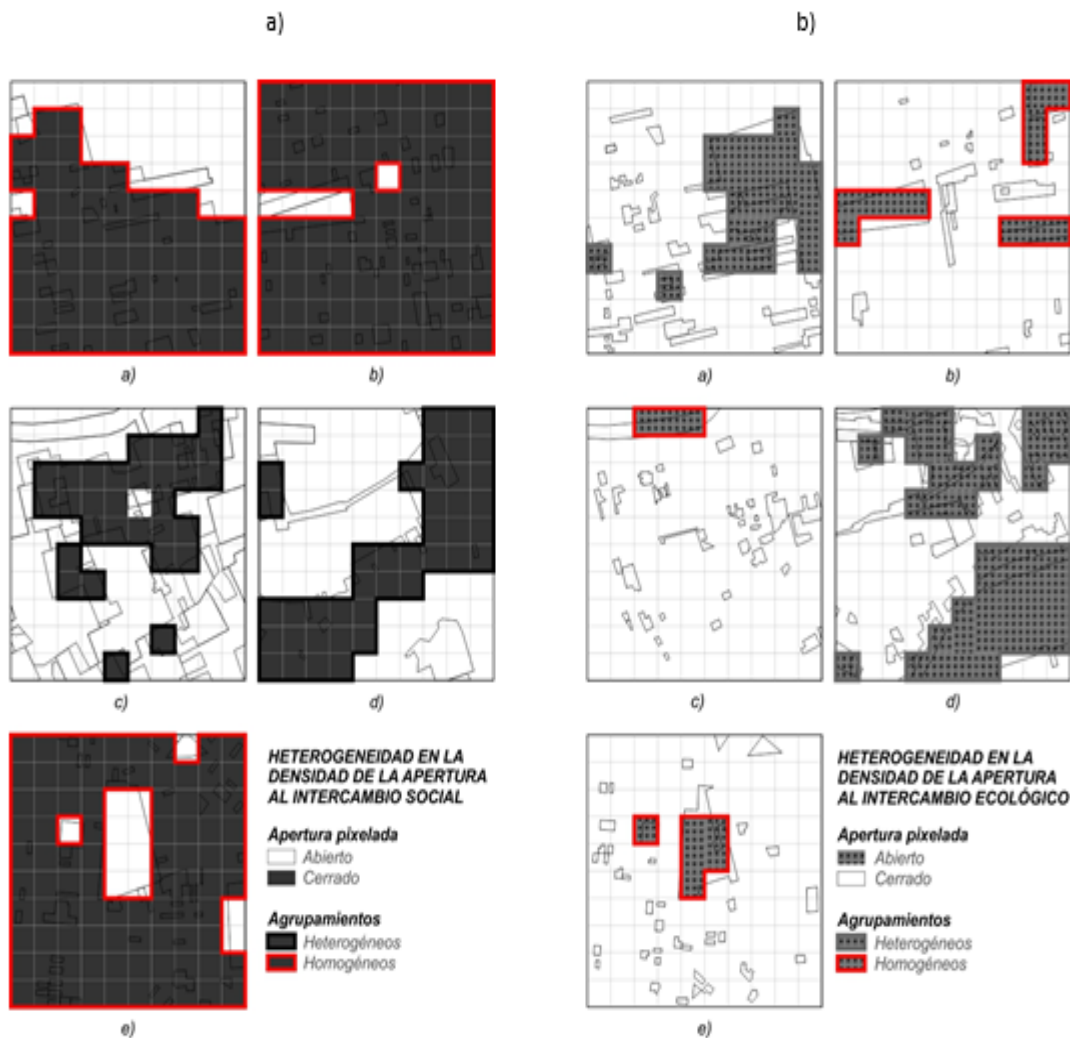 a)
b)
a)
b)
a)
b)
c)
d)
c)
d)
e)
HETEROGENEIDAD EN LA
DENSIDAD DE LA APERTURA
AL INTERCAMBIO SOCIAL
Apertura pixelada
Abierto
Cerrado
Agrupamientos
Heterogéneos
Homogéneos
e)
HETEROGENEIDAD EN LA
DENSIDAD DE LA APERTURA
AL INTERCAMBIO ECOLÓGICO
Apertura pixelada
Abierto
Cerrado
Agrupamientos
Heterogéneos
Homogéneos